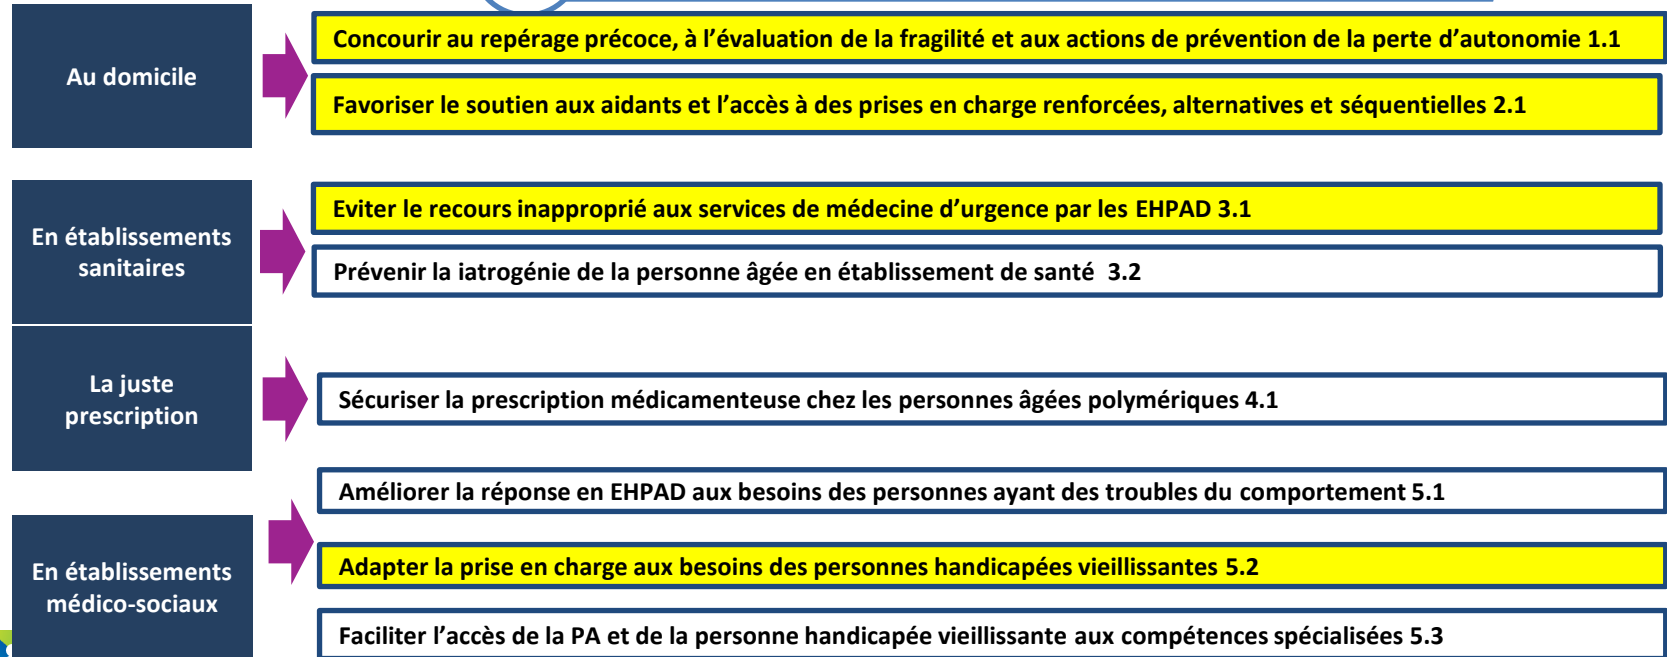 Au domicile
Concourir au repérage précoce, à l’évaluation de la fragilité et aux actions de prévention de la perte d’autonomie 1.1
Favoriser le soutien aux aidants et l’accès à des prises en charge renforcées, alternatives et séquentielles 2.1
En établissements
sanitaires
Eviter le recours inapproprié aux services de médecine d’urgence par les EHPAD 3.1
Prévenir la iatrogénie de la personne âgée en établissement de santé 3.2
La juste
prescription
Sécuriser la prescription médicamenteuse chez les personnes âgées polymériques 4.1
En établissements
médico-sociaux
Améliorer la réponse en EHPAD aux besoins des personnes ayant des troubles du comportement 5.1
Adapter la prise en charge aux besoins des personnes handicapées vieillissantes 5.2
Faciliter l’accès de la PA et de la personne handicapée vieillissante aux compétences spécialisées 5.3